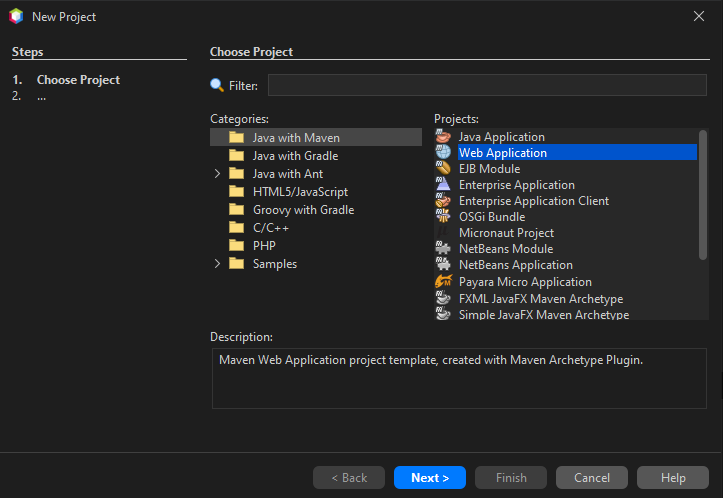 New Project
Steps
1. Choose Project
2. ...
Choose Project
Filter:
Categories:
Java with Maven
Java with Gradle
Java with Ant
HTML5/JavaScript
Groovy with Gradle
C/C++
PHP
Samples
Projects:
Java Application
Web Application
EJB Module
Enterprise Application
Enterprise Application Client
OSGi Bundle
Micronaut Project
NetBeans Module
NetBeans Application
Payara Micro Application
FXML JavaFX Maven Archetype
Simple JavaFX Maven Archetype
Description:
Maven Web Application project template, created with Maven Archetype Plugin.
< Back
Next >
Finish
Cancel
Help